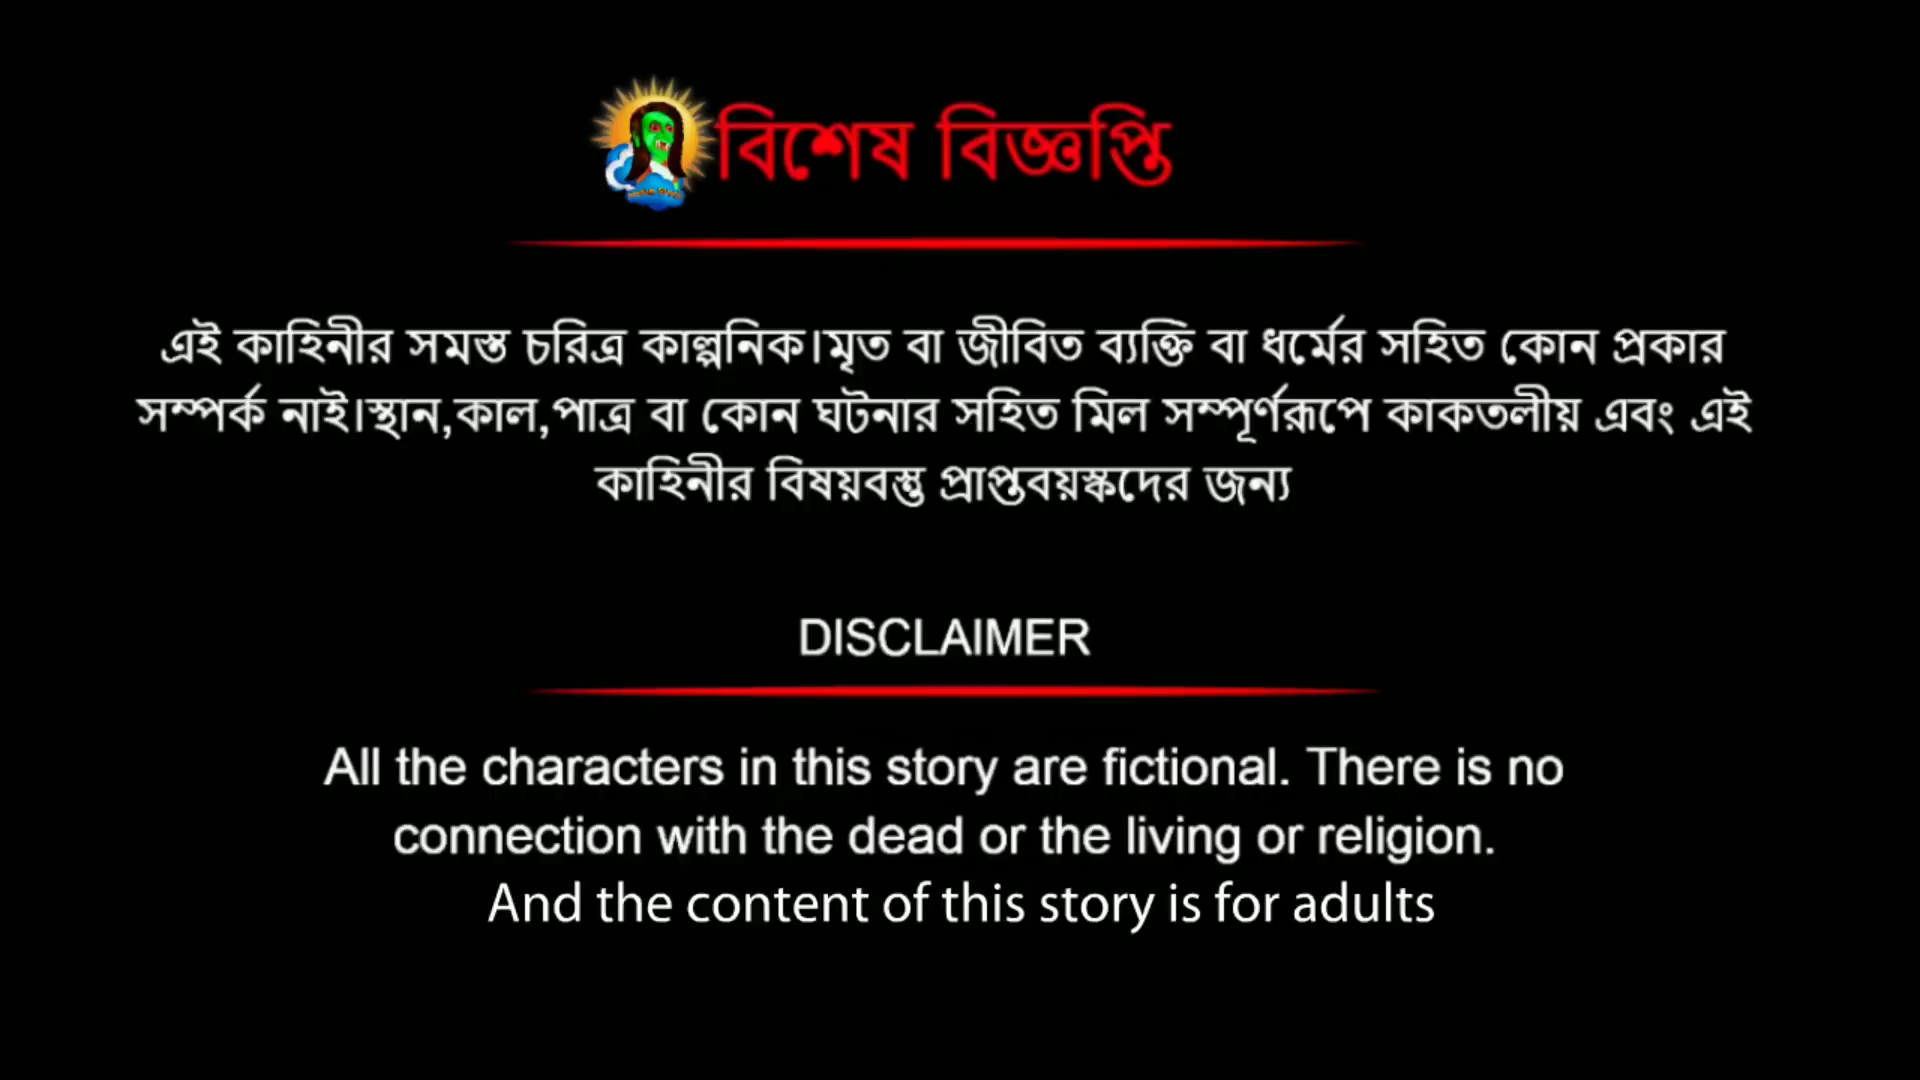 বিশেষ বিজ্ঞপ্তি
এই কাহিনীর সমস্ত চরিত্র কাল্পনিক।মৃত বা জীবিত ব্যক্তি বা ধর্মের সহিত কোন প্রকার
সম্পর্ক নাই।স্থান,কাল,পাত্র বা কোন ঘটনার সহিত মিল সম্পূর্ণরূপে কাকতলীয় এবং এই
কাহিনীর বিষয়বস্তু প্রাপ্তবয়স্কদের জন্য
DISCLAIMER
All the characters in this story are fictional. There is no
connection with the dead or the living or religion.
And the content of this story is for adults